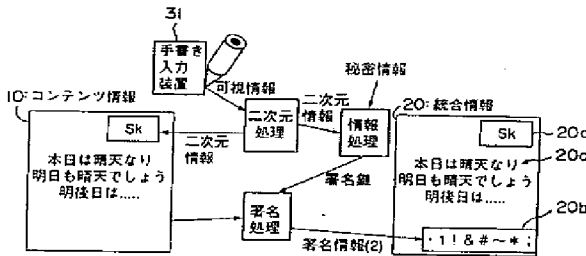 31
手書き
入力
装置
可視情報
秘密情報
10:コンテンツ情報
二次元
処理
二次元
情報
情報
処理
20:統合情報
Sk
二次元
情報
Sk
20c
本日は晴天なり
明日も晴天でしょう
明後日は.....
署名鍵
本日は晴天なり
明日も晴天でしょう
明後日は.....
20a
署名
処理
20b
署名情報(2)
・1!&#~*;